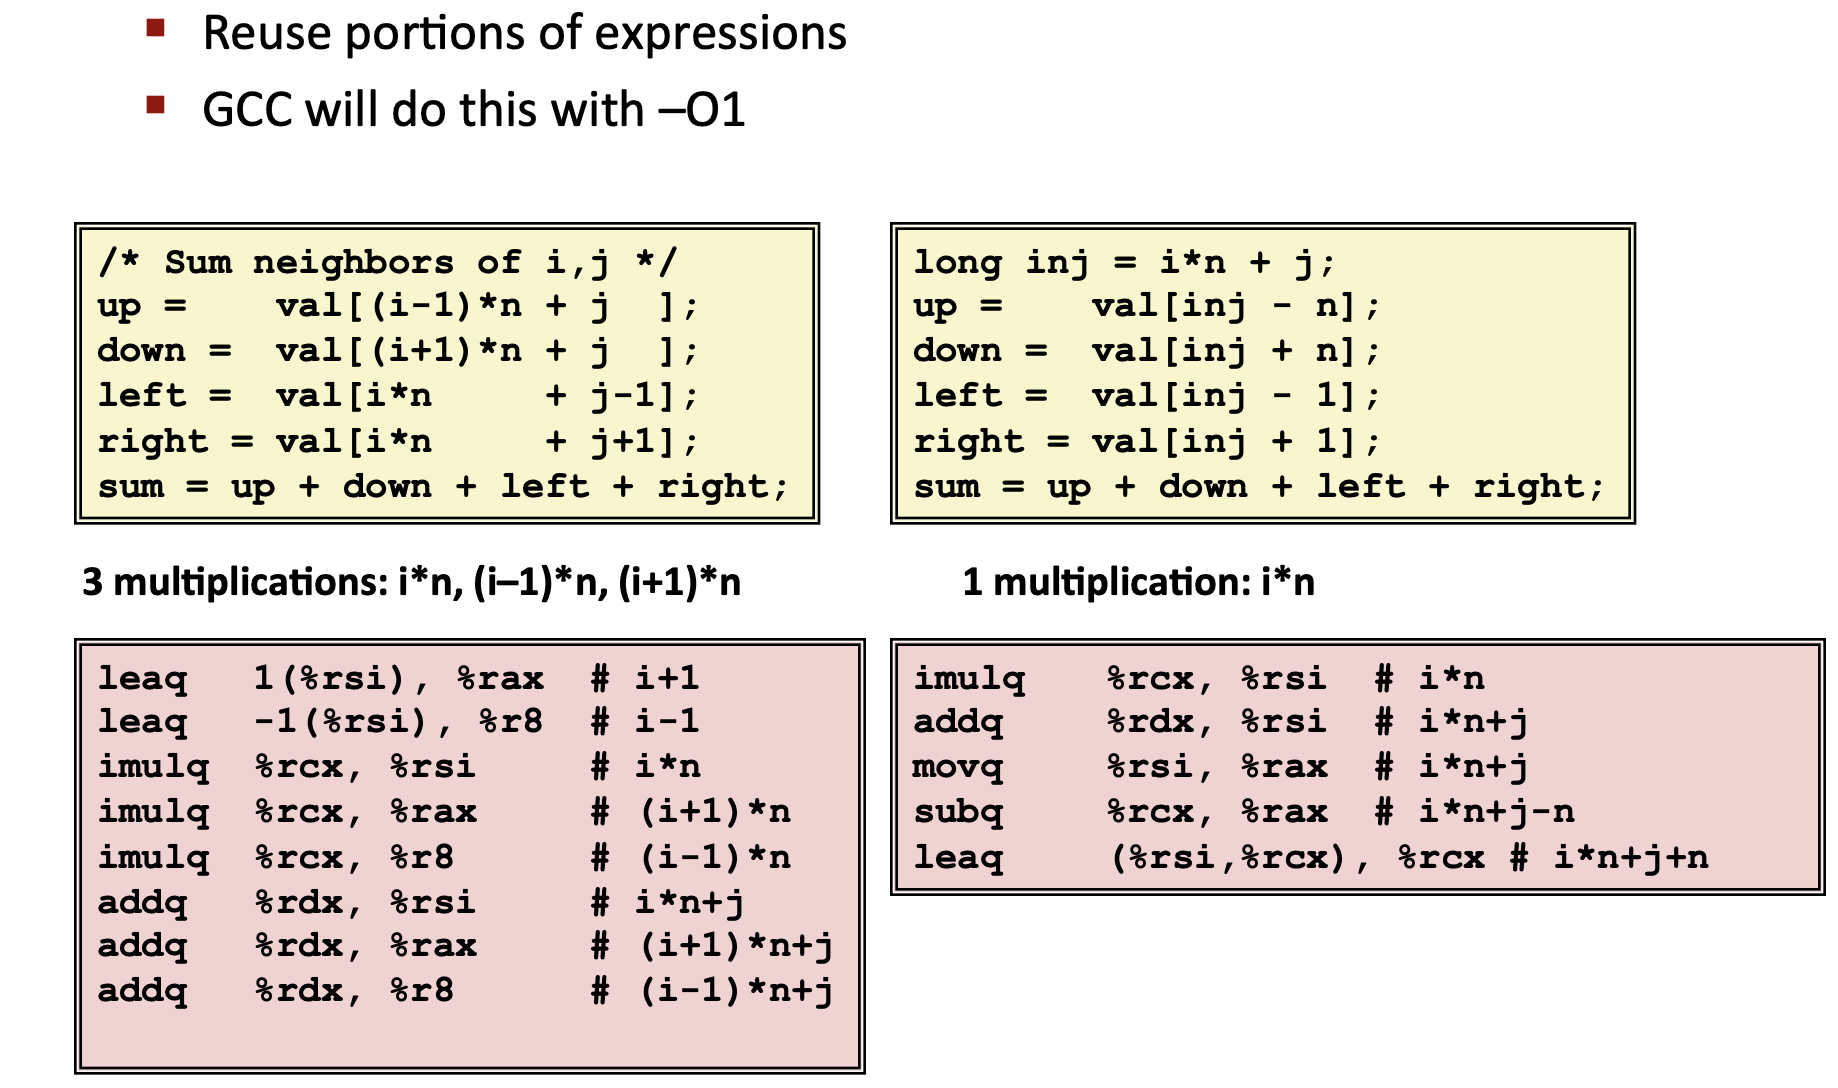 Reuse portions of expressions
GCC will do this with –O1
/* Sum neighbors of i,j */
up =    val[(i-1)*n + j  ];
down =  val[(i+1)*n + j  ];
left =  val[i*n     + j-1];
right = val[i*n     + j+1];
sum = up + down + left + right;
long inj = i*n + j;
up =    val[inj - n];
down =  val[inj + n];
left =  val[inj - 1];
right = val[inj + 1];
sum = up + down + left + right;
3 multiplications: i*n, (i–1)*n, (i+1)*n
1 multiplication: i*n
leaq   1(%rsi), %rax  # i+1
leaq   -1(%rsi), %r8  # i-1
imulq  %rcx, %rsi     # i*n
imulq  %rcx, %rax     # (i+1)*n
imulq  %rcx, %r8      # (i-1)*n
addq   %rdx, %rsi     # i*n+j
addq   %rdx, %rax     # (i+1)*n+j
addq   %rdx, %r8      # (i-1)*n+j
imulq    %rcx, %rsi  # i*n
addq     %rdx, %rsi  # i*n+j
movq     %rsi, %rax  # i*n+j
subq     %rcx, %rax  # i*n+j-n
leaq     (%rsi,%rcx), %rcx # i*n+j+n